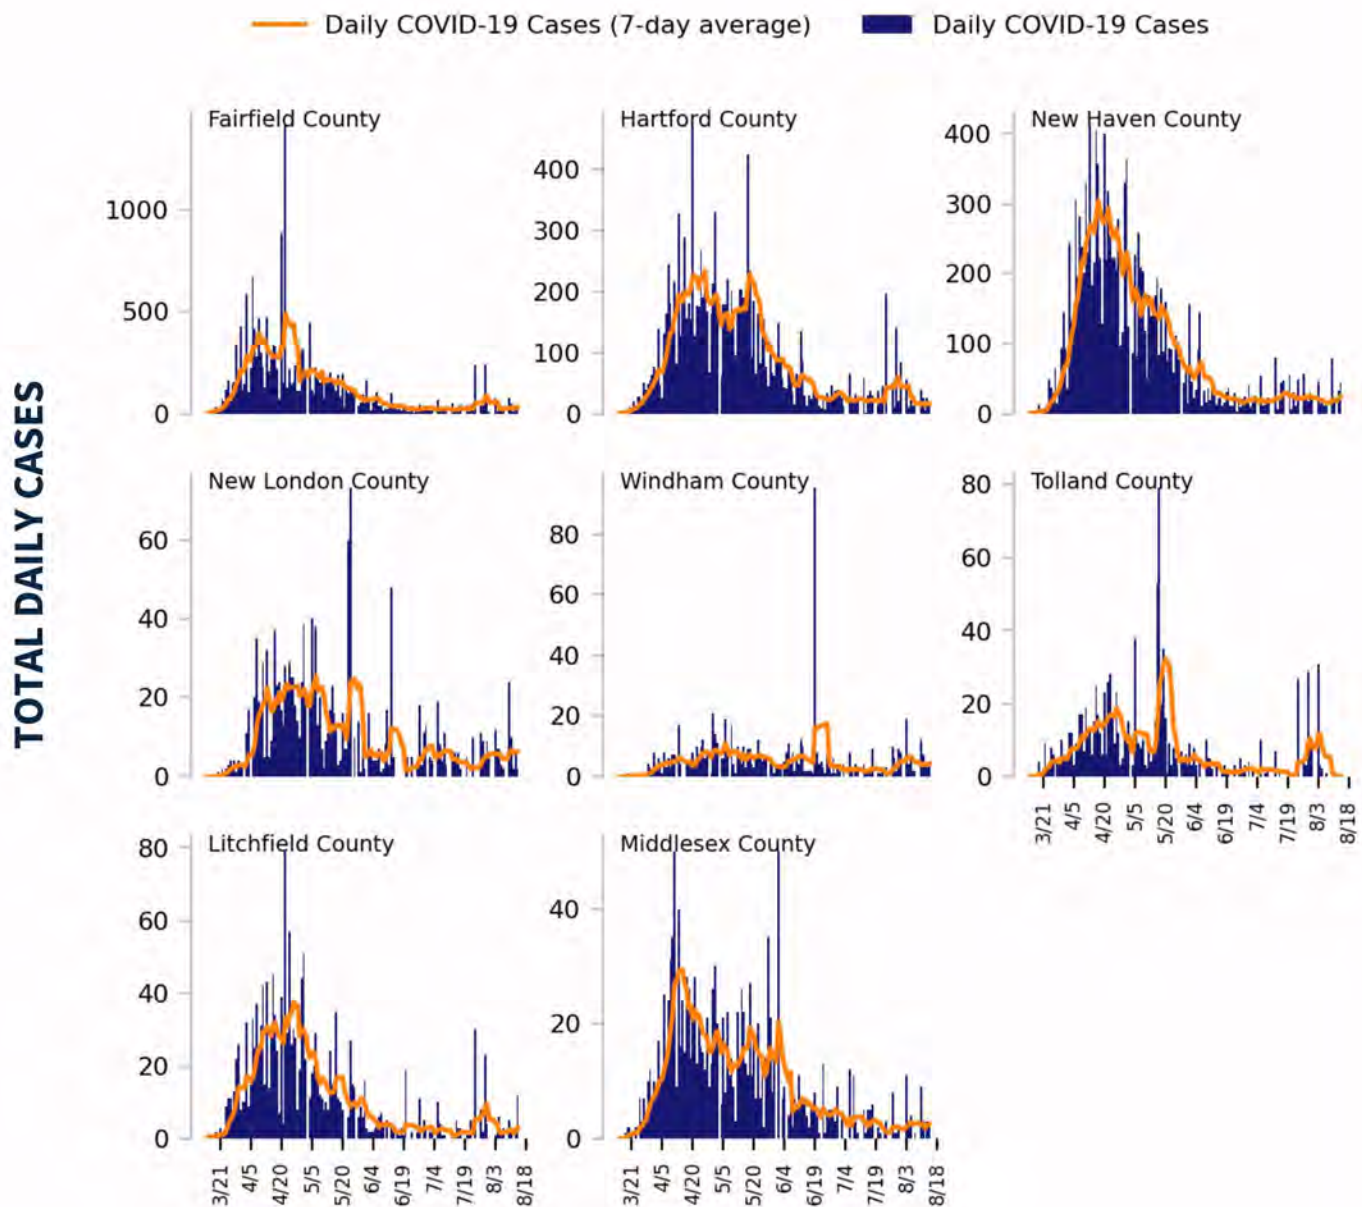 Daily COVID-19 Cases (7-day average) Daily COVID-19 Cases
TOTAL DAILY CASES
Fairfield County
1000
500
0
Hartford County
400
300
200
100
0
New Haven County
400
300
200
100
0
New London County
60
40
20
0
Windham County
80
60
40
20
0
Tolland County
80
60
40
20
0
3/21 4/5 4/20 5/5 5/20 6/4 6/19 7/4 7/19 8/3 8/18
Litchfield County
80
60
40
20
0
3/21 4/5 4/20 5/5 5/20 6/4 6/19 7/4 7/19 8/3 8/18
Middlesex County
40
20
0
3/21 4/5 4/20 5/5 5/20 6/4 6/19 7/4 7/19 8/3 8/18